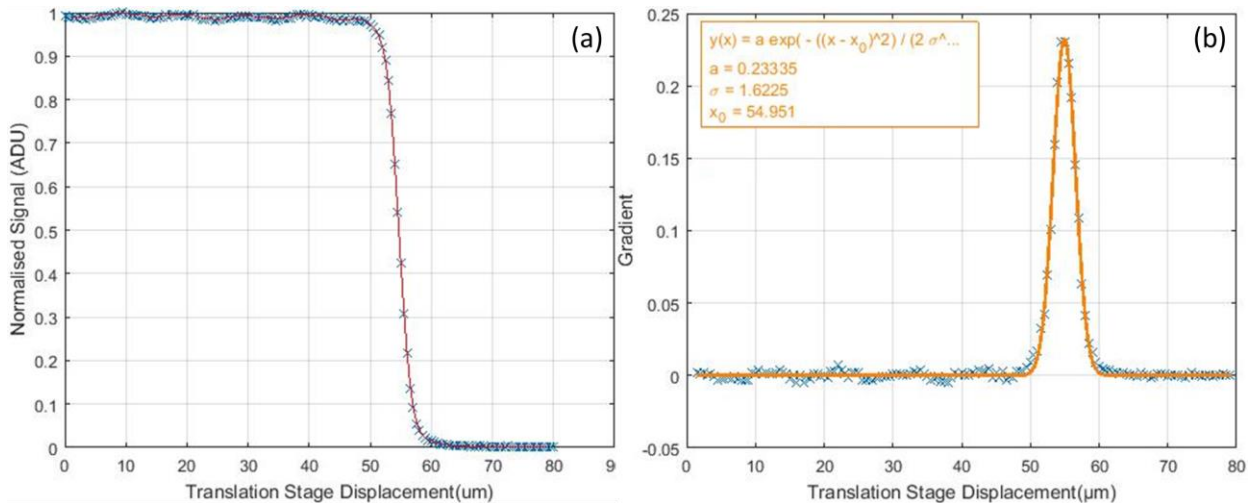 (a)
1
0.9
0.8
0.7
0.6
0.5
0.4
0.3
0.2
0.1
0
Normalised Signal (ADU)
0 10 20 30 40 50 60 70 80 9
Translation Stage Displacement(um)
(b)
y(x) = a exp( - ((x - x0)^2) / (2 σ^...
a = 0.23335
σ = 1.6225
x0 = 54.951
0.25
0.2
0.15
0.1
0.05
0
-0.05
Gradient
0 10 20 30 40 50 60 70 80
Translation Stage Displacement(µm)